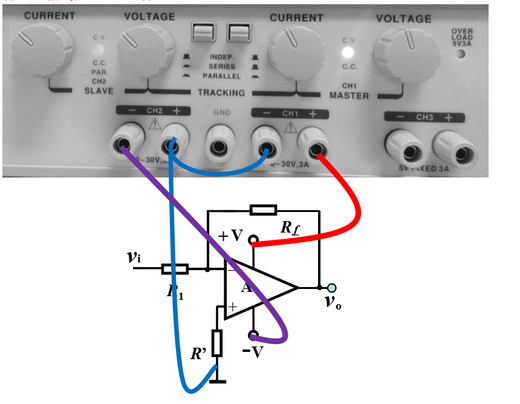 CURRENT VOLTAGE CURRENT VOLTAGE
C.V. C.V. OVER
LOAD
5V3A
C.C. INDEP. C.C.
PAR. SERIES
CH2 PARALLEL CH1
SLAVE TRACKING MASTER
− CH2 + GND − CH1 + CH3
0~30V,3A 5V FIXED 3A
+V Rf
vi
R1 − A vo
+
R’ −V